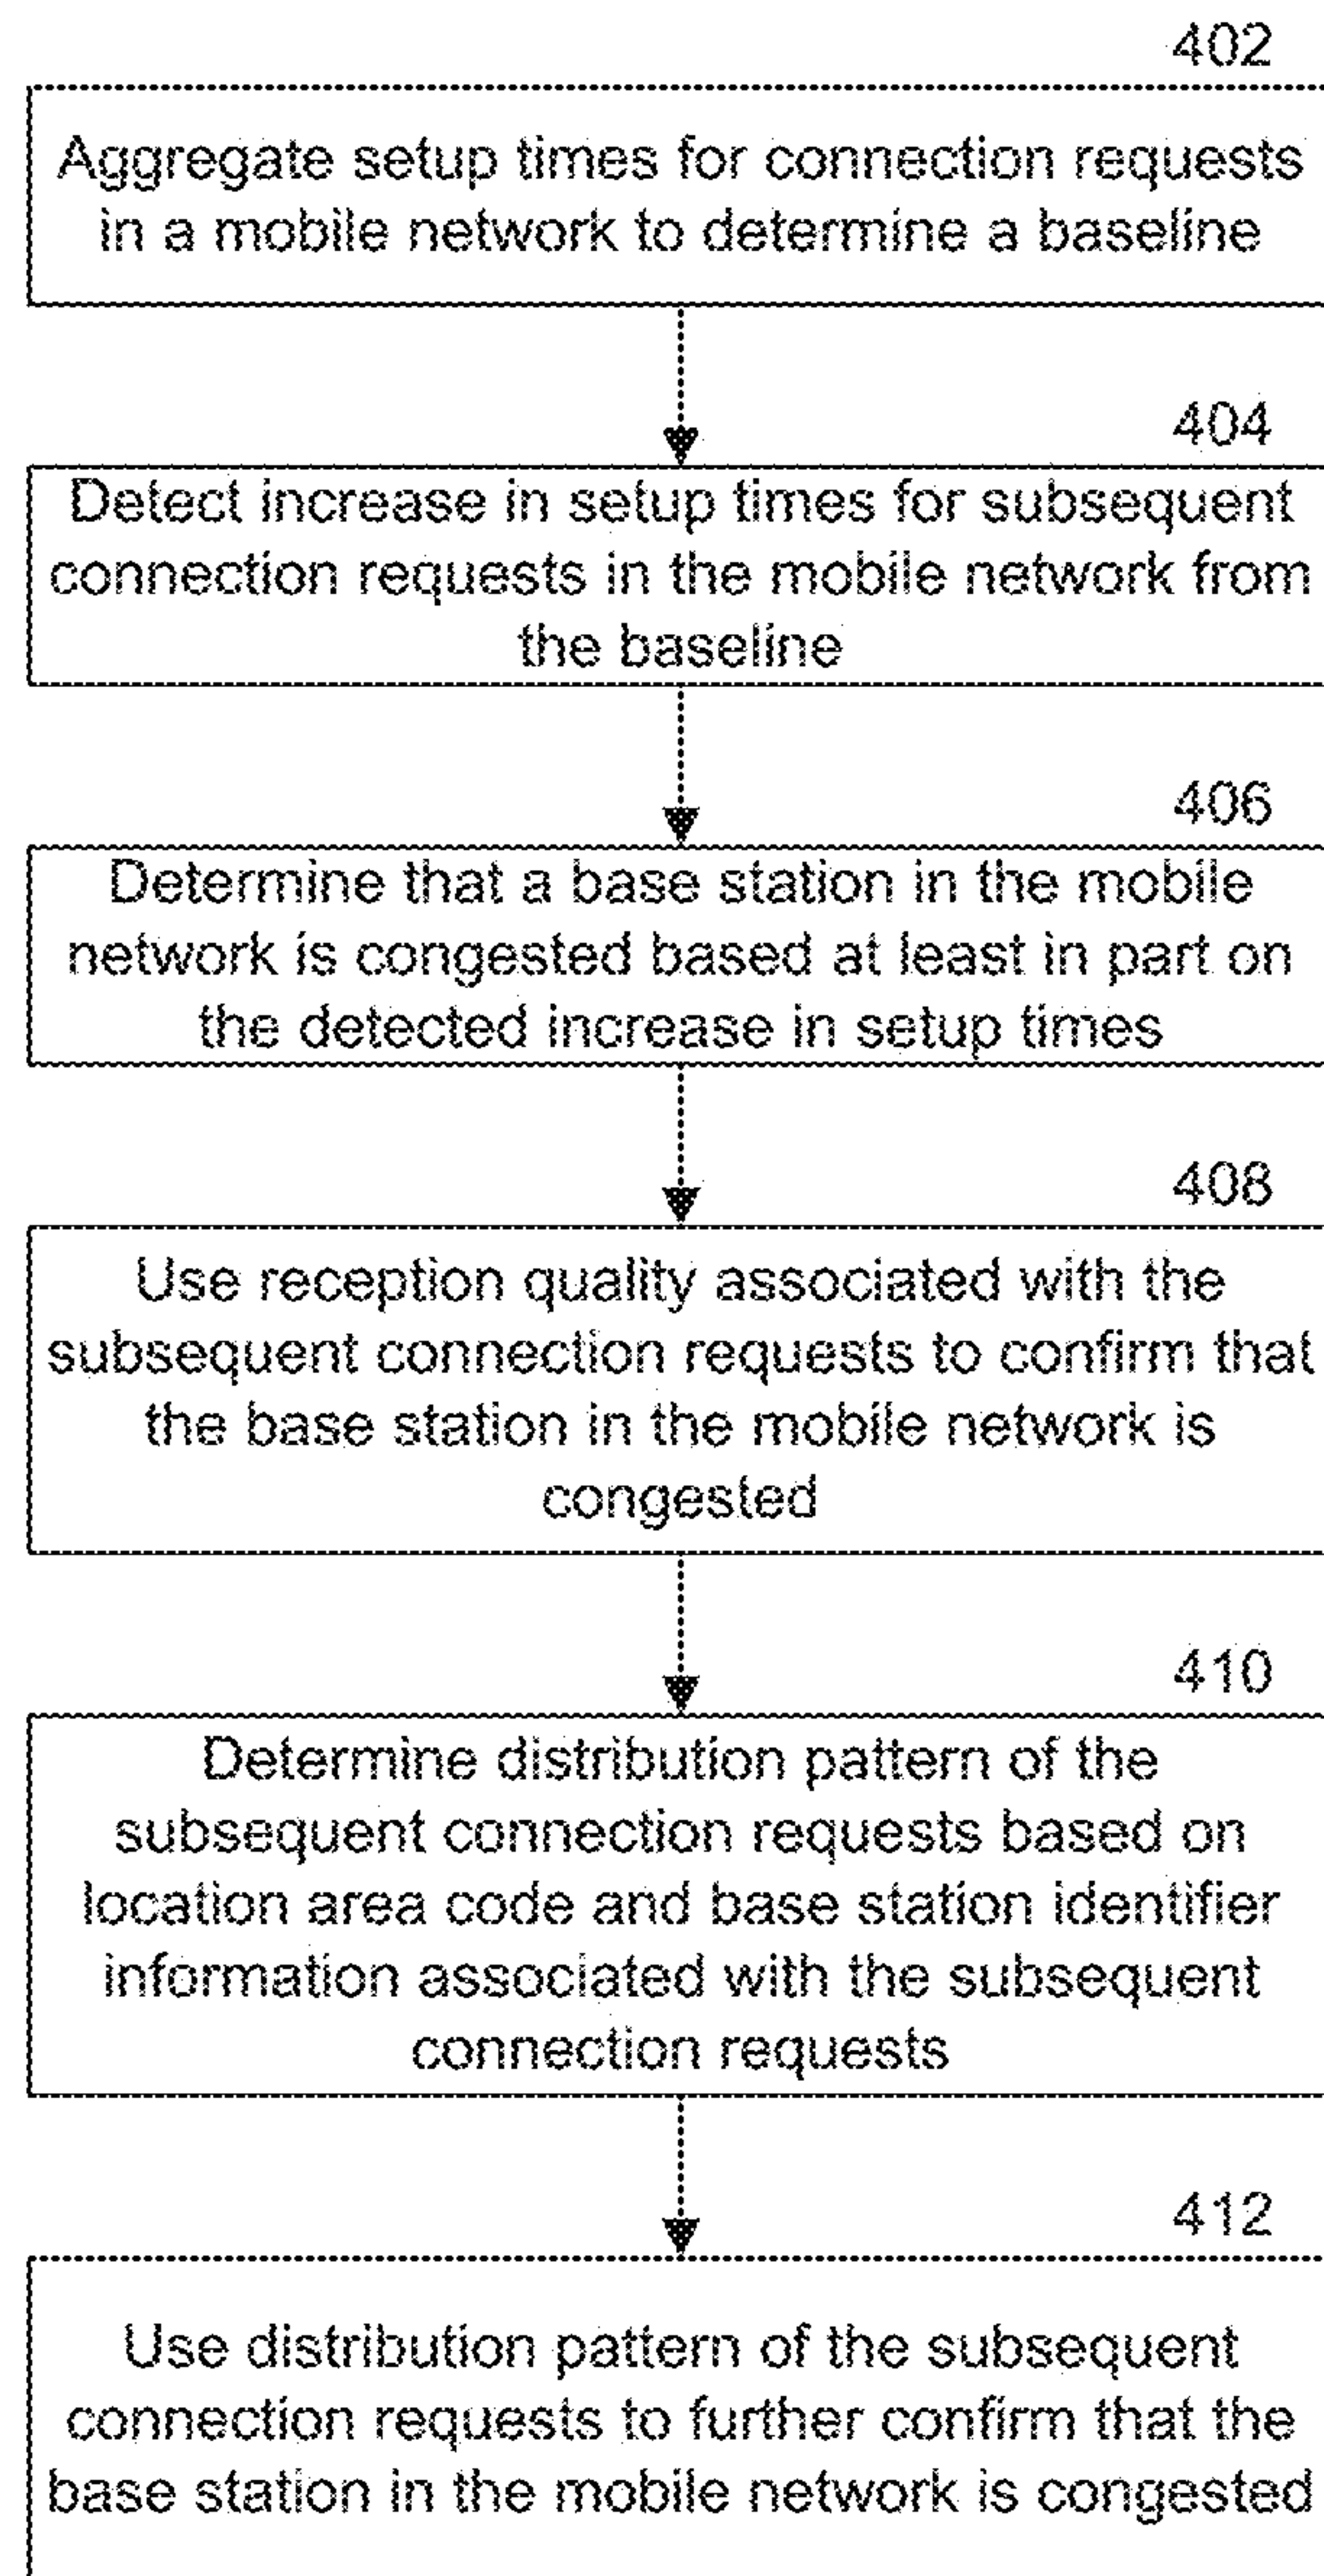 402
Aggregate setup times for connection requests
in a mobile network to determine a baseline
404
Detect increase in setup times for subsequent
connection requests in the mobile network from
the baseline
406
Determine that a base station in the mobile
network is congested based at least in part on
the detected increase in setup times
408
Use reception quality associated with the
subsequent connection requests to confirm that
the base station in the mobile network is
congested
410
Determine distribution pattern of the
subsequent connection requests based on
location area code and base station identifier
information associated with the subsequent
connection requests
412
Use distribution pattern of the subsequent
connection requests to further confirm that the
base station in the mobile network is congested